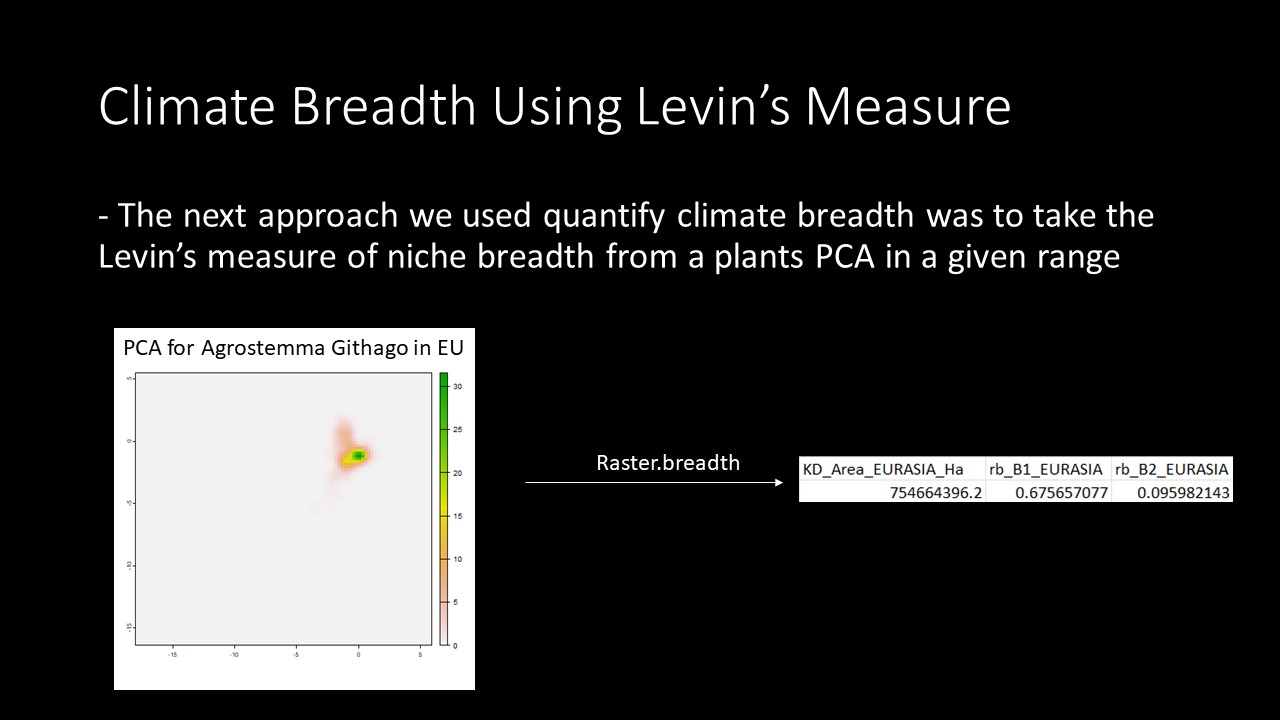 Climate Breadth Using Levin’s Measure
- The next approach we used quantify climate breadth was to take the
Levin’s measure of niche breadth from a plants PCA in a given range
PCA for Agrostemma Githago in EU
5
0
-5
-10
-15
-15
-10
-5
0
5
30
25
20
15
10
5
0
Raster.breadth
KD_Area_EURASIA_Ha rb_B1_EURASIA rb_B2_EURASIA
754664396.2 0.675657077 0.095982143